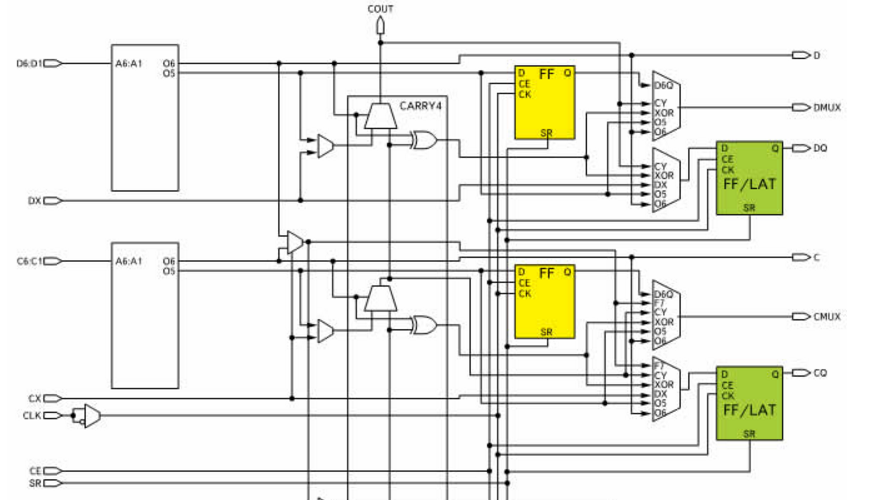 COUT
D6:D1
A6:A1
O6
O5
D
D
FF
Q
CE
CK
SR
CARRY4
D6Q
CY
XOR
O5
O6
DMUX
CY
XOR
DX
O5
O6
D
Q
CE
CK
FF/LAT
SR
DQ
DX
C6:C1
A6:A1
O6
O5
C
D
FF
Q
CE
CK
SR
D6Q
F7
CY
XOR
O5
O6
CMUX
F7
CY
XOR
DX
O5
O6
D
Q
CE
CK
FF/LAT
SR
CQ
CX
CLK
CE
SR